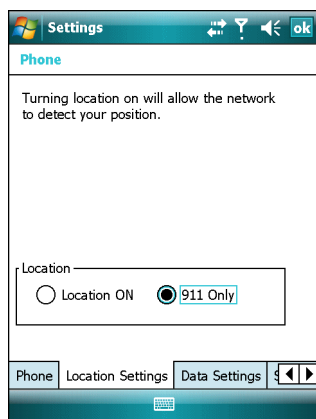 Settings
ok
Phone
Turning location on will allow the network
to detect your position.
Location
Location ON 911 Only
Phone Location Settings Data Settings